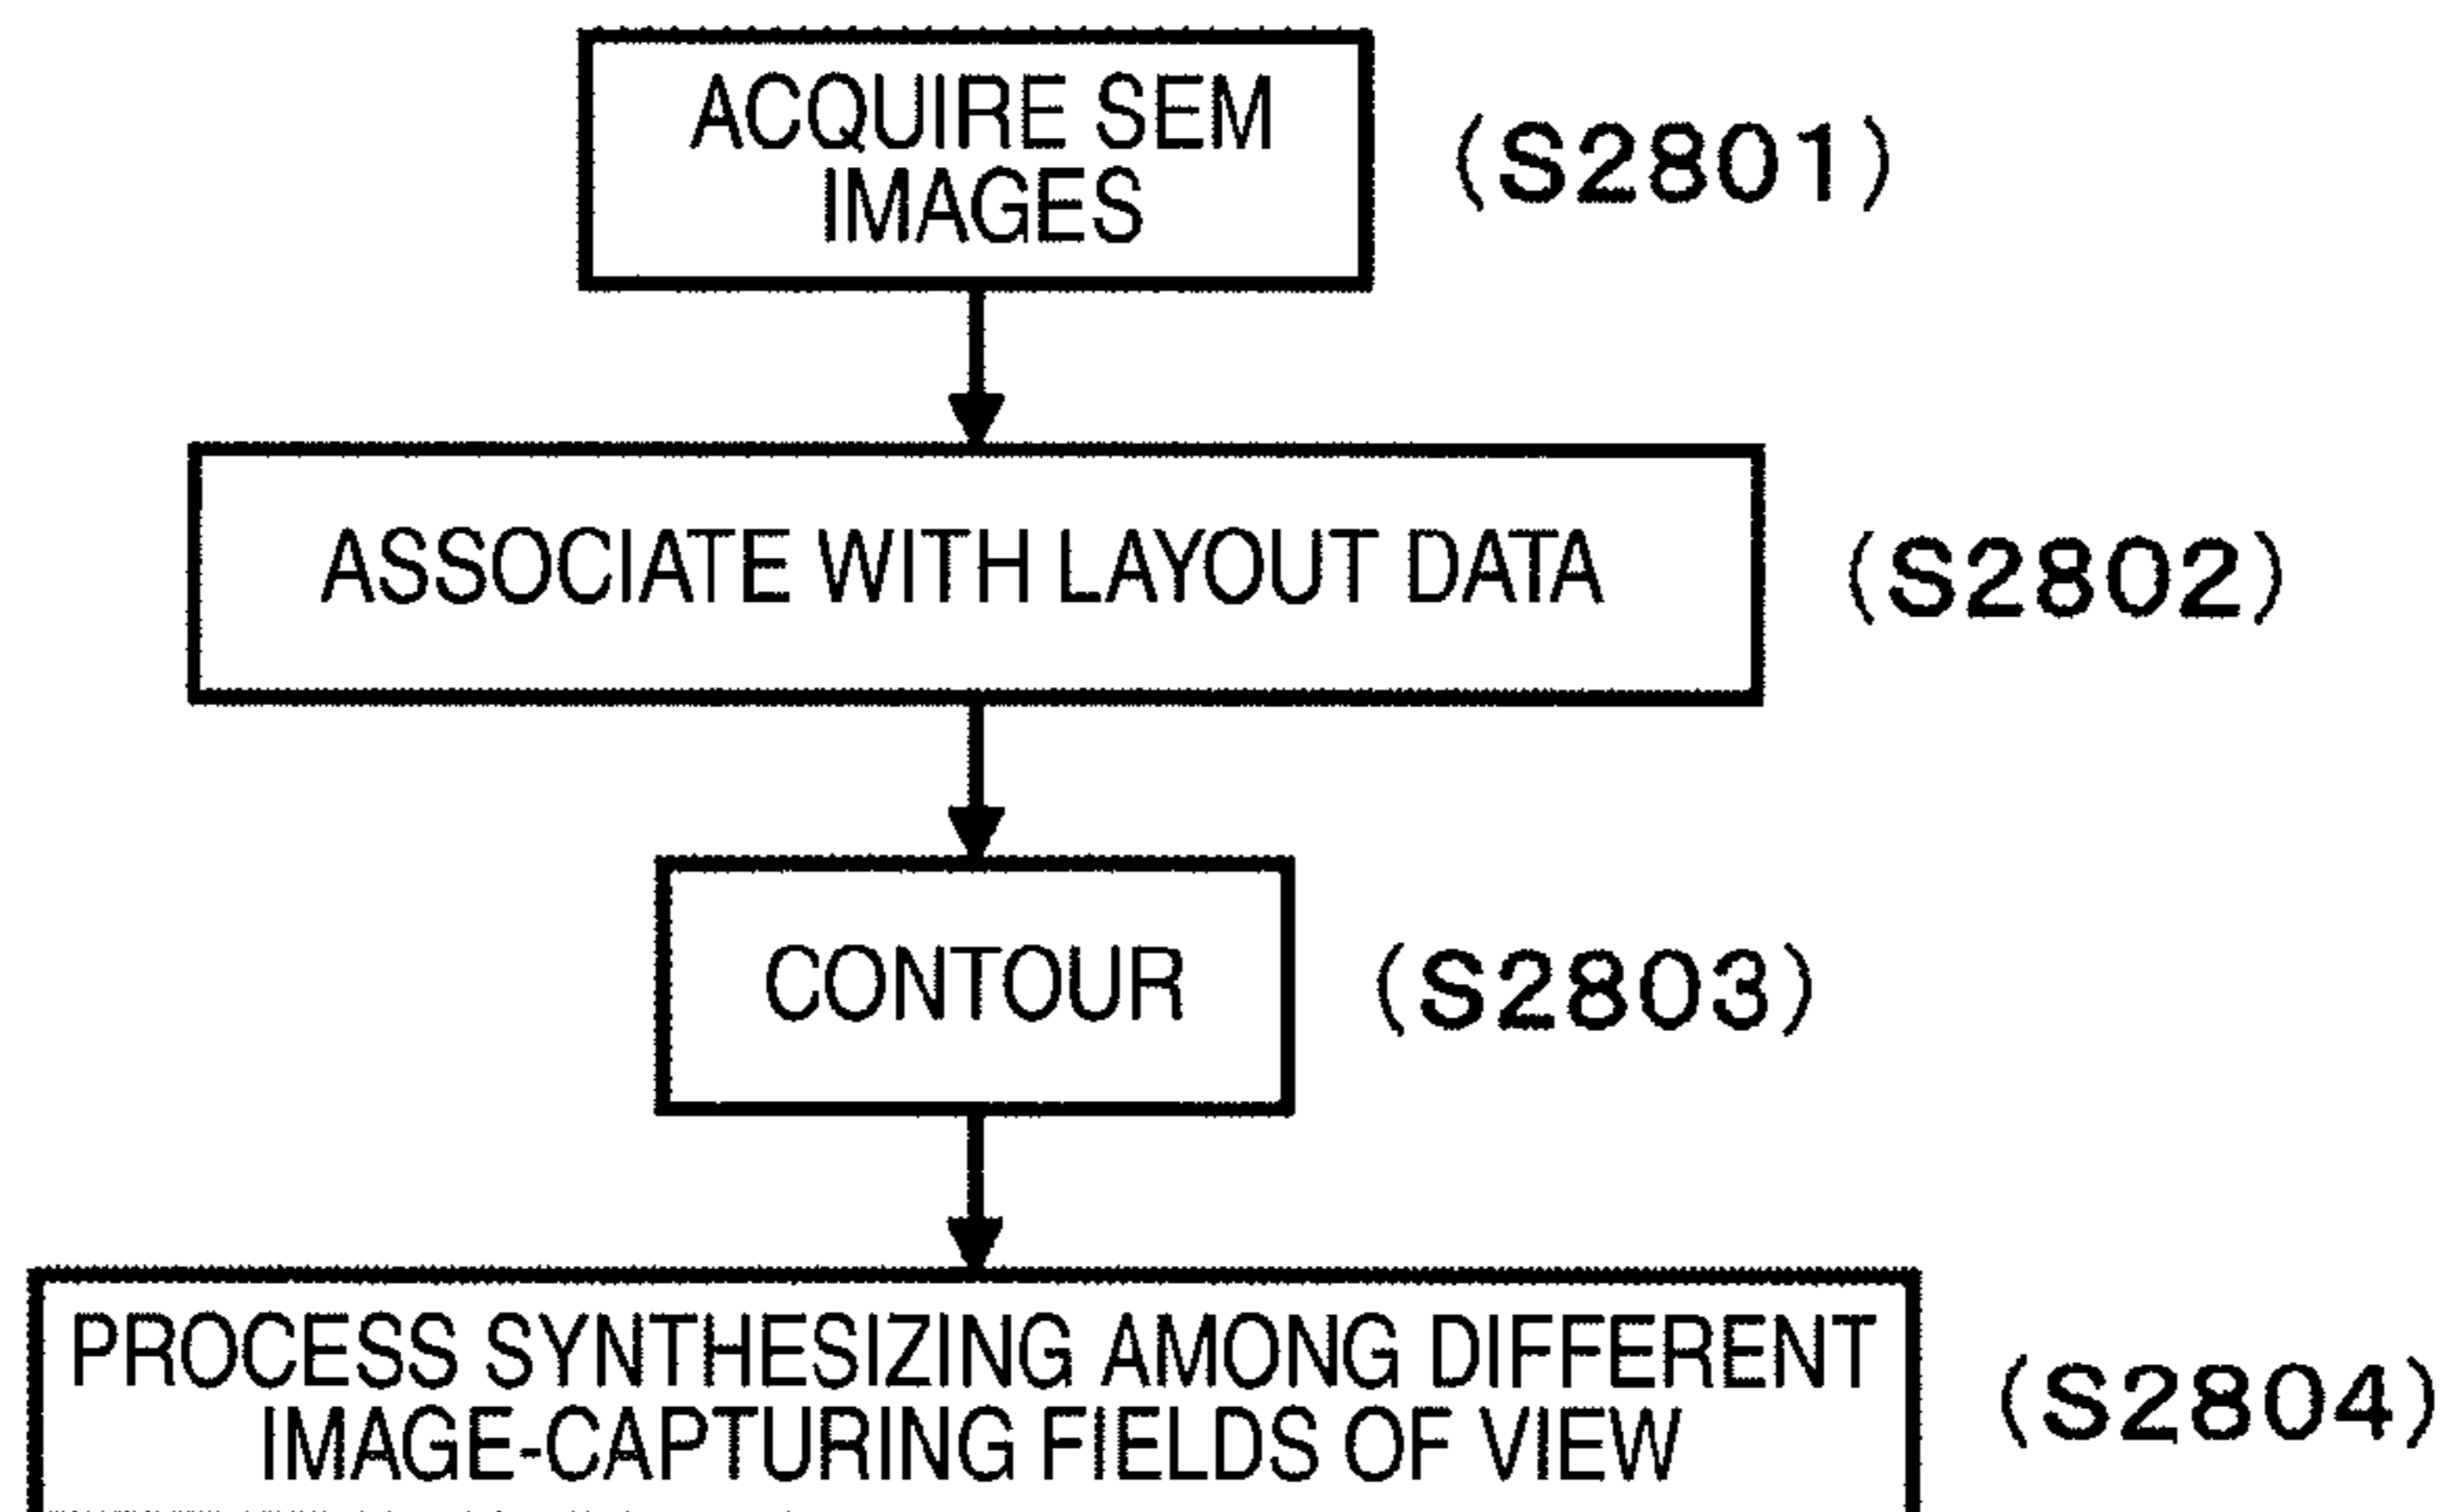 ACQUIRE SEM
IMAGES
(S2801)
ASSOCIATE WITH LAYOUT DATA
(S2802)
CONTOUR
(S2803)
PROCESS SYNTHESIZING AMONG DIFFERENT
IMAGE-CAPTURING FIELDS OF VIEW
(S2804)